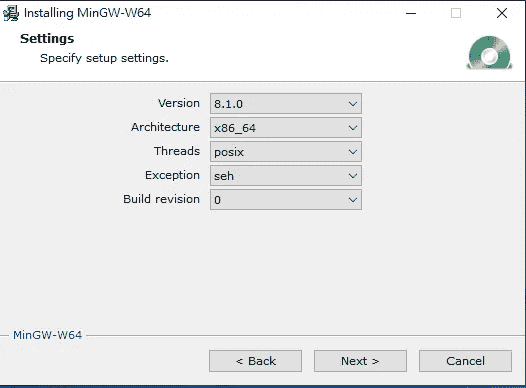 Installing MinGW-W64
Settings
Specify setup settings.
Version 8.1.0
Architecture x86_64
Threads posix
Exception seh
Build revision 0
MinGW-W64
< Back Next > Cancel